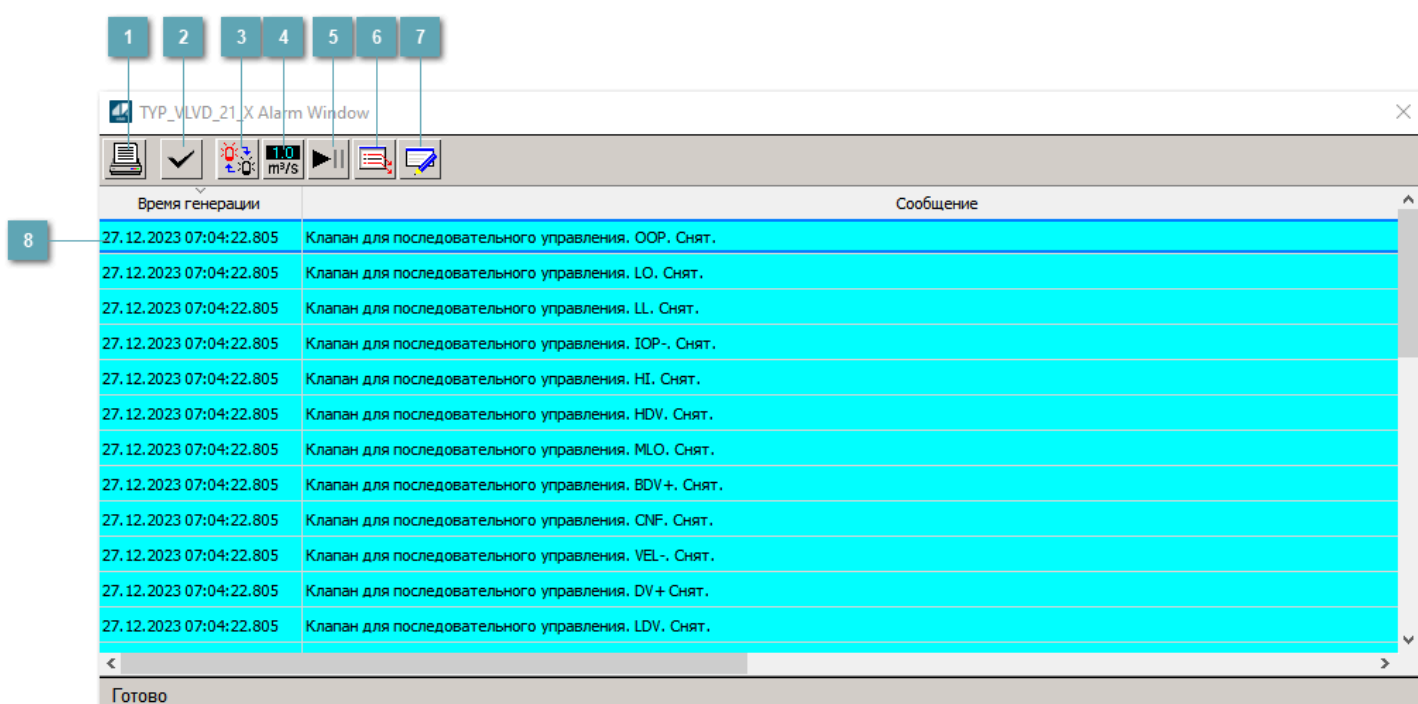 1 2 3 4 5 6 7
TYP_VLVD_21_X Alarm Window
1.0
m³/s
Время генерации Сообщение
8
27.12.2023 07:04:22.805 Клапан для последовательного управления. OOP. Снят.
27.12.2023 07:04:22.805 Клапан для последовательного управления. LO. Снят.
27.12.2023 07:04:22.805 Клапан для последовательного управления. LL. Снят.
27.12.2023 07:04:22.805 Клапан для последовательного управления. IOP-. Снят.
27.12.2023 07:04:22.805 Клапан для последовательного управления. HI. Снят.
27.12.2023 07:04:22.805 Клапан для последовательного управления. HDV. Снят.
27.12.2023 07:04:22.805 Клапан для последовательного управления. MLO. Снят.
27.12.2023 07:04:22.805 Клапан для последовательного управления. BDV+. Снят.
27.12.2023 07:04:22.805 Клапан для последовательного управления. CNF. Снят.
27.12.2023 07:04:22.805 Клапан для последовательного управления. VEL-. Снят.
27.12.2023 07:04:22.805 Клапан для последовательного управления. DV+ Снят.
27.12.2023 07:04:22.805 Клапан для последовательного управления. LDV. Снят.
Готово